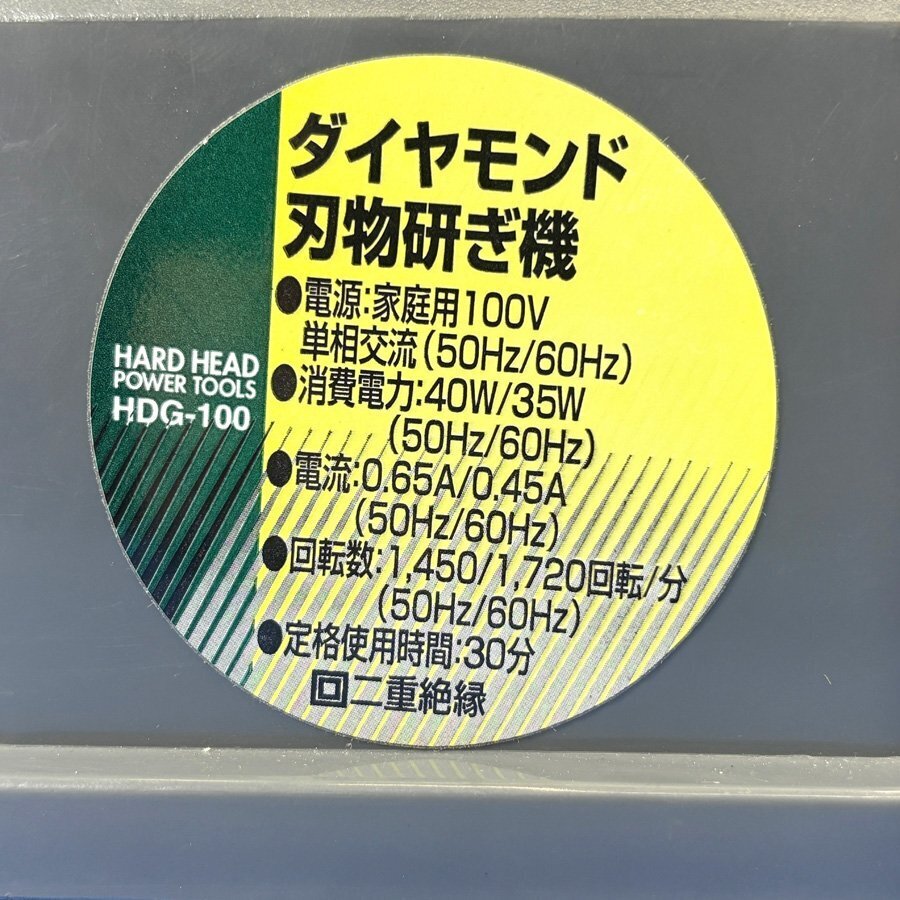 ダイヤモンド
刃物研ぎ機
●電源:家庭用100V
単相交流(50Hz/60Hz)
●消費電力:40W/35W
(50Hz/60Hz)
●電流:0.65A/0.45A
(50Hz/60Hz)
●回転数:1,450/1,720回転/分
(50Hz/60Hz)
●定格使用時間:30分
回二重絶縁
HARD HEAD
POWER TOOLS
HDG-100